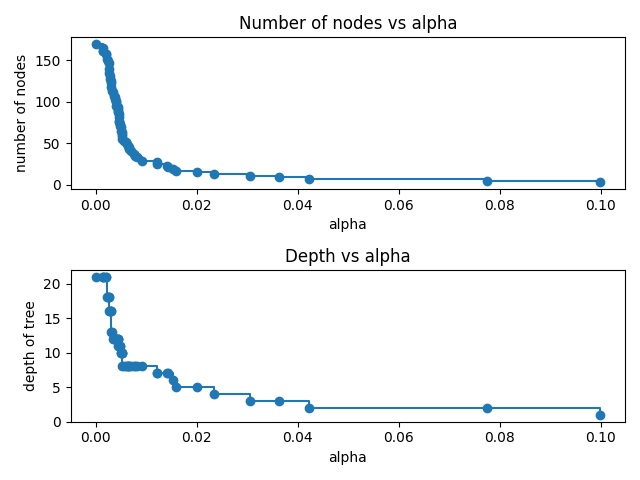 Number of nodes vs alpha
number of nodes
150
100
50
0
0.00 0.02 0.04 0.06 0.08 0.10
alpha
Depth vs alpha
depth of tree
20
15
10
5
0
0.00 0.02 0.04 0.06 0.08 0.10
alpha